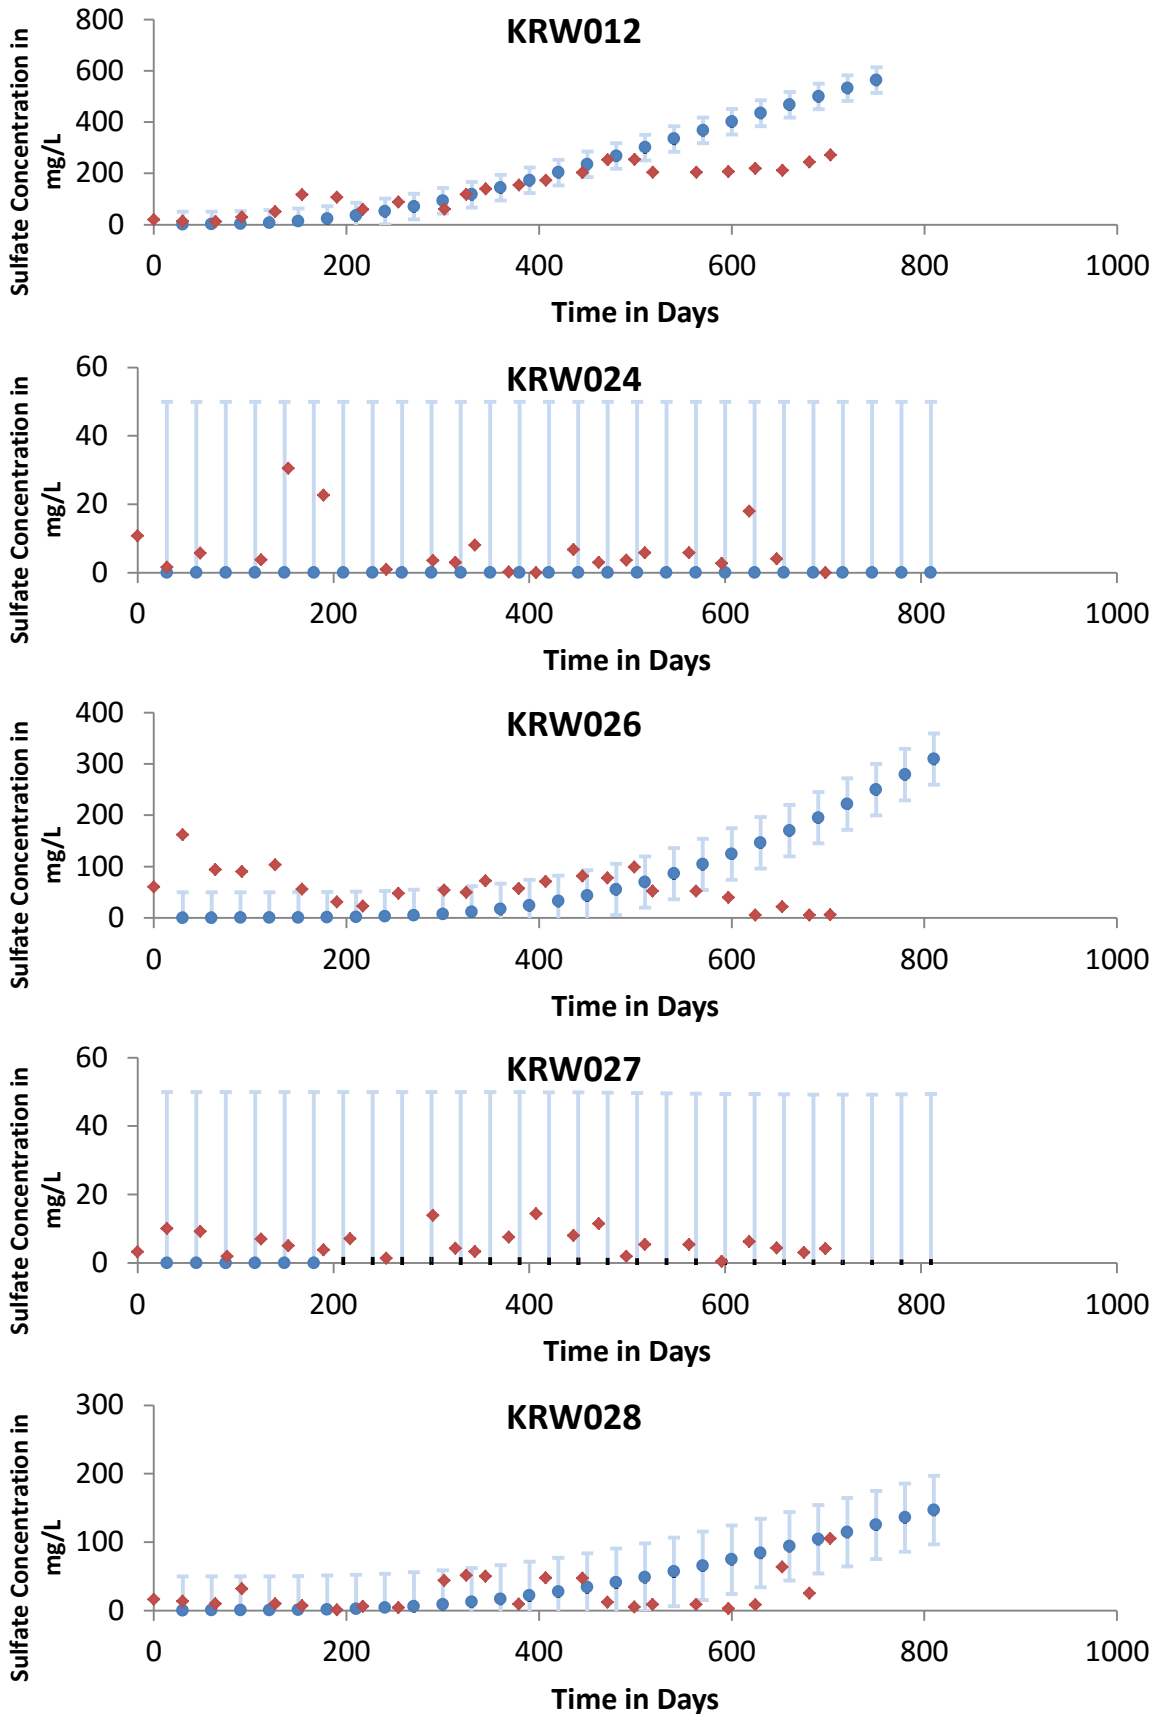 KRW012
Sulfate Concentration in
mg/L
800
600
400
200
0
0 200 400 600 800 1000
Time in Days
KRW024
Sulfate Concentration in
mg/L
60
40
20
0
0 200 400 600 800 1000
Time in Days
KRW026
Sulfate Concentration in
mg/L
400
300
200
100
0
0 200 400 600 800 1000
Time in Days
KRW027
Sulfate Concentration in
mg/L
60
40
20
0
0 200 400 600 800 1000
Time in Days
KRW028
Sulfate Concentration in
mg/L
300
200
100
0
0 200 400 600 800 1000
Time in Days